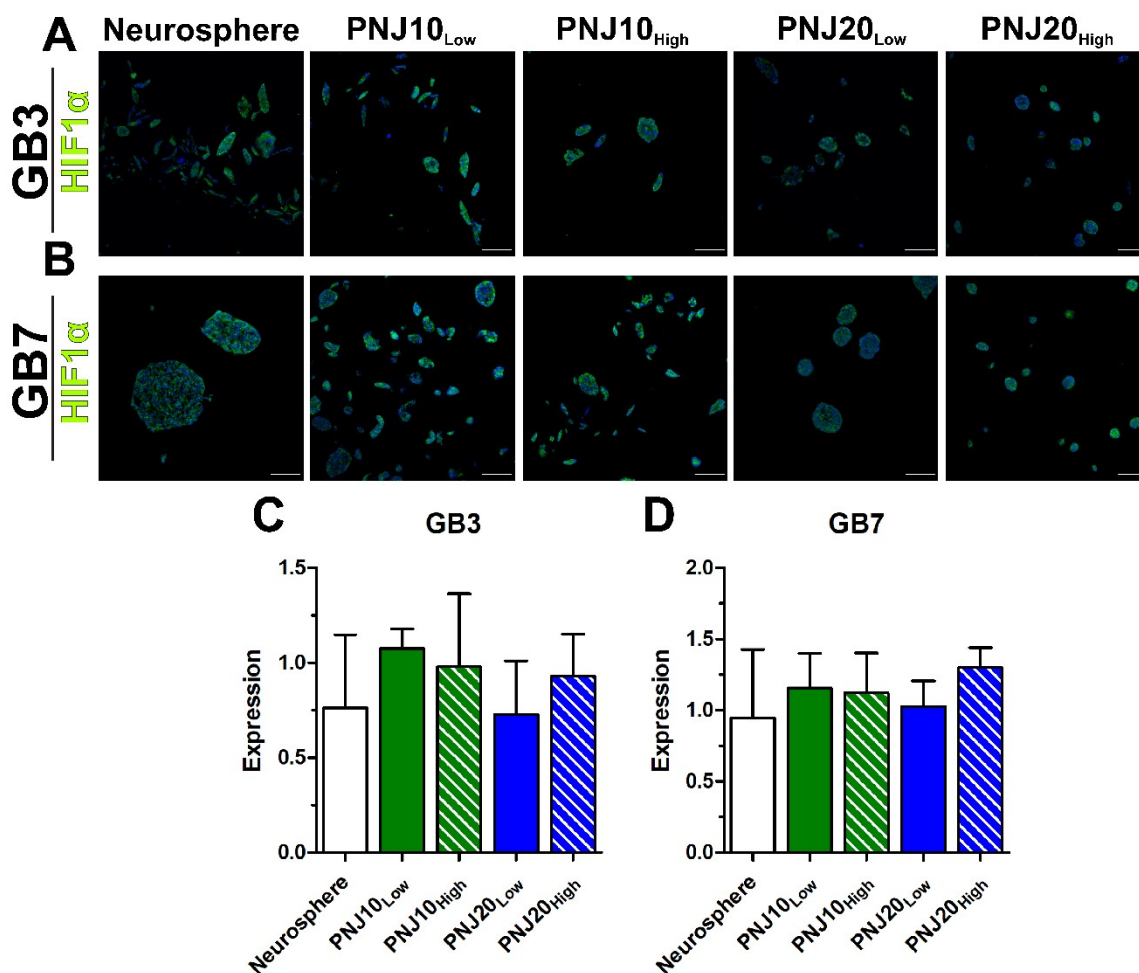 A
Neurosphere PNJ10Low PNJ10High PNJ20Low PNJ20High
GB3
HIF1α
B
GB7
HIF1α
C GB3
Expression
1.5
1.0
0.5
0.0
Neurosphere PNJ10Low PNJ10High PNJ20Low PNJ20High
D GB7
Expression
2.0
1.5
1.0
0.5
0.0
Neurosphere PNJ10Low PNJ10High PNJ20Low PNJ20High